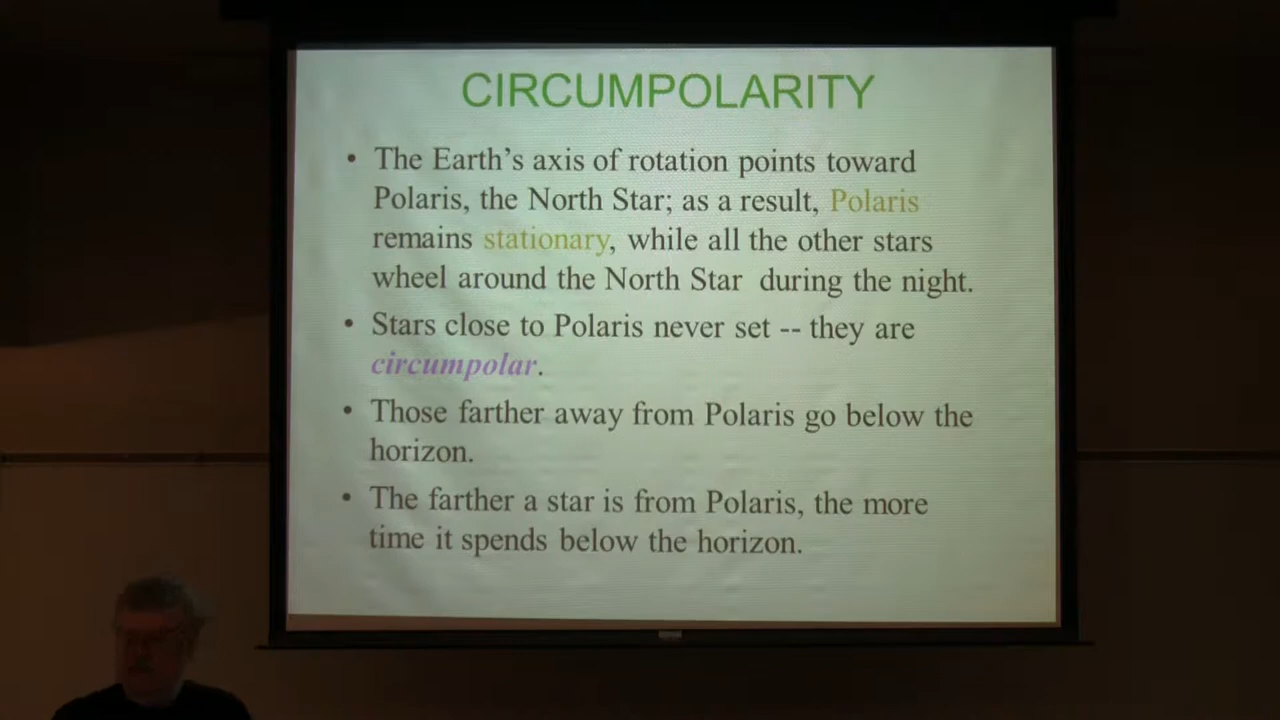 CIRCUMPOLARITY
• The Earth's axis of rotation points toward
Polaris, the North Star; as a result, Polaris
remains stationary, while all the other stars
wheel around the North Star during the night.
• Stars close to Polaris never set -- they are
circumpolar.
• Those farther away from Polaris go below the
horizon.
• The farther a star is from Polaris, the more
time it spends below the horizon.